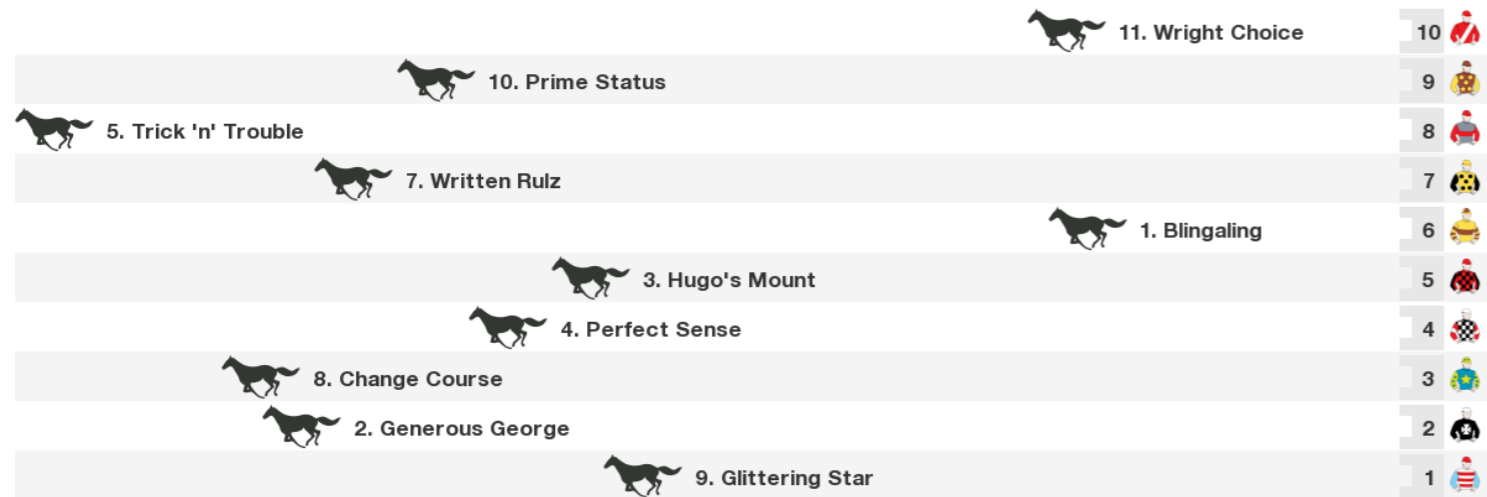 11. Wright Choice 10
10. Prime Status 9
5. Trick 'n' Trouble 8
7. Written Rulz 7
1. Blingaling 6
3. Hugo's Mount 5
4. Perfect Sense 4
8. Change Course 3
2. Generous George 2
9. Glittering Star 1